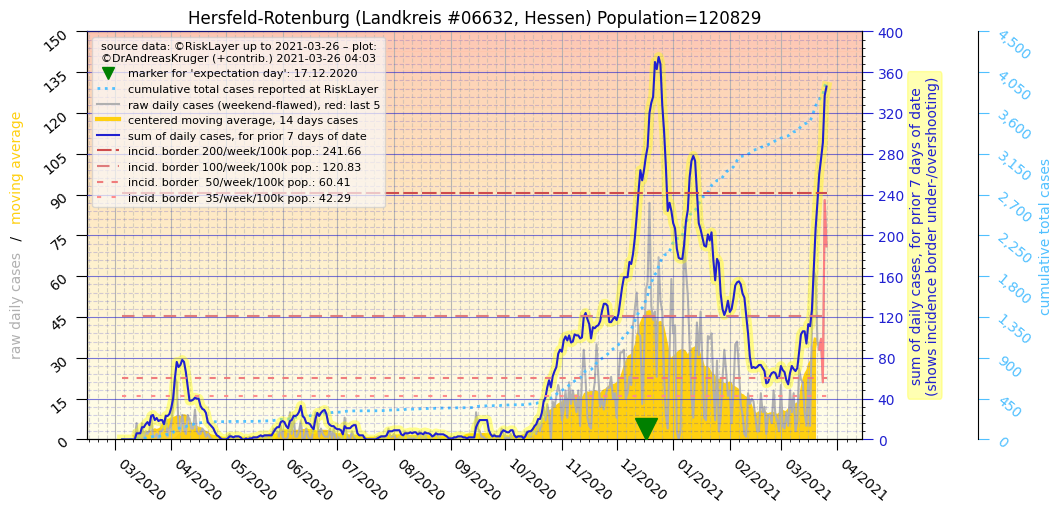 Hersfeld-Rotenburg (Landkreis #06632, Hessen) Population=120829
source data: ©RiskLayer up to 2021-03-26 – plot:
©DrAndreasKruger (+contrib.) 2021-03-26 04:03
marker for 'expectation day': 17.12.2020
cumulative total cases reported at RiskLayer
raw daily cases (weekend-flawed), red: last 5
centered moving average, 14 days cases
sum of daily cases, for prior 7 days of date
incid. border 200/week/100k pop.: 241.66
incid. border 100/week/100k pop.: 120.83
incid. border  50/week/100k pop.: 60.41
incid. border  35/week/100k pop.: 42.29
raw daily cases / moving average
150
135
120
105
90
75
60
45
30
15
0
03/2020
04/2020
05/2020
06/2020
07/2020
08/2020
09/2020
10/2020
11/2020
12/2020
01/2021
02/2021
03/2021
04/2021
400
360
320
280
240
200
160
120
80
40
0
sum of daily cases, for prior 7 days of date
(shows incidence border under-/overshooting)
4,500
4,050
3,600
3,150
2,700
2,250
1,800
1,350
900
450
0
cumulative total cases